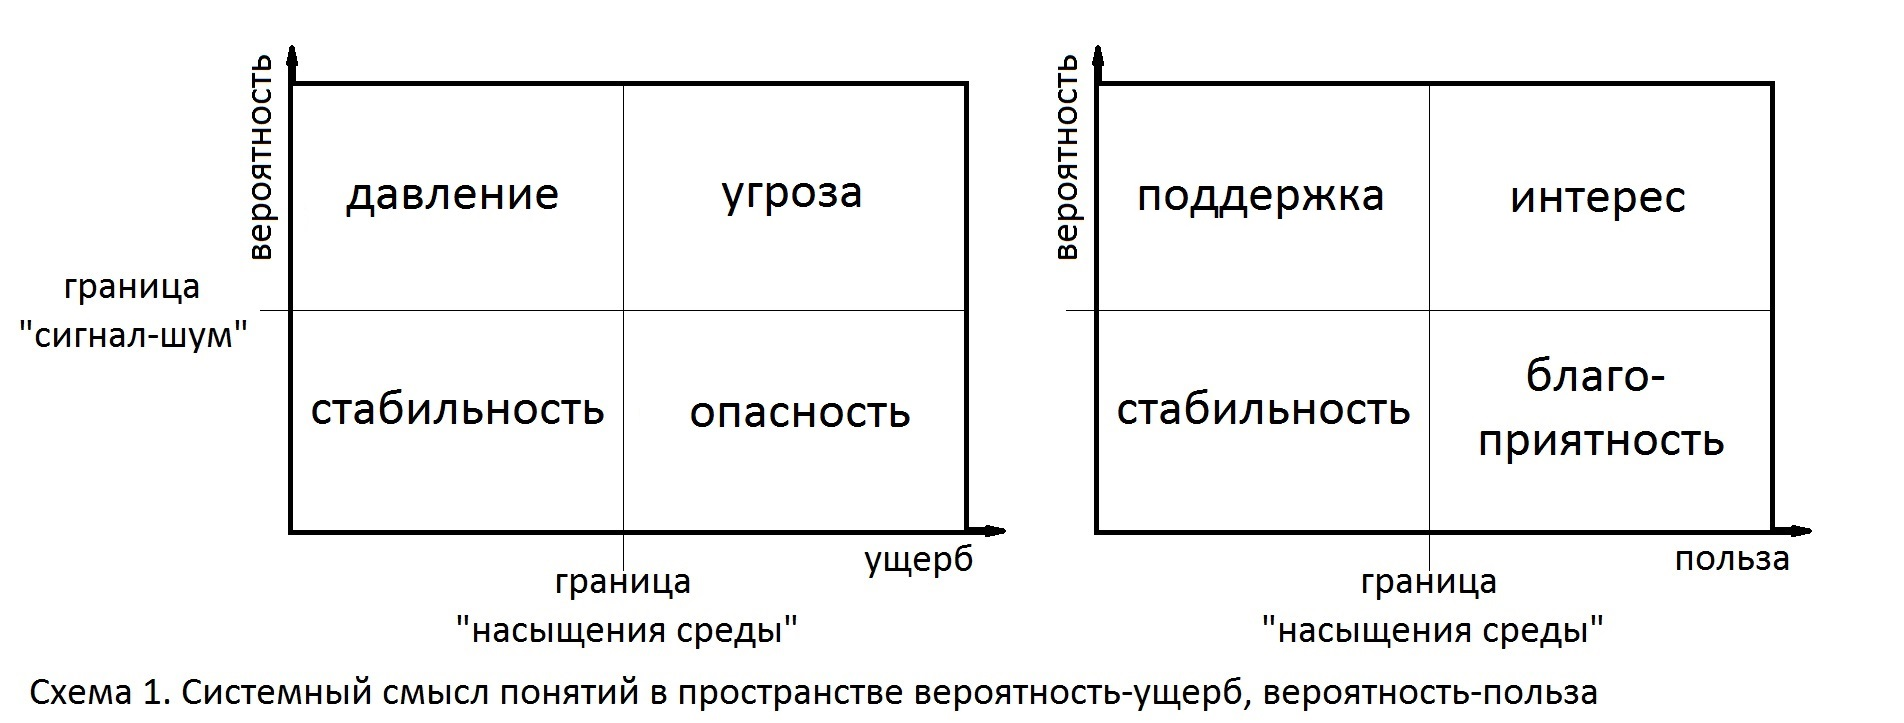 вероятность
давление
угроза
граница
"сигнал-шум"
стабильность
опасность
ущерб
граница
"насыщения среды"
вероятность
поддержка
интерес
стабильность
благо-
приятность
польза
граница
"насыщения среды"
Схема 1. Системный смысл понятий в пространстве вероятность-ущерб, вероятность-польза